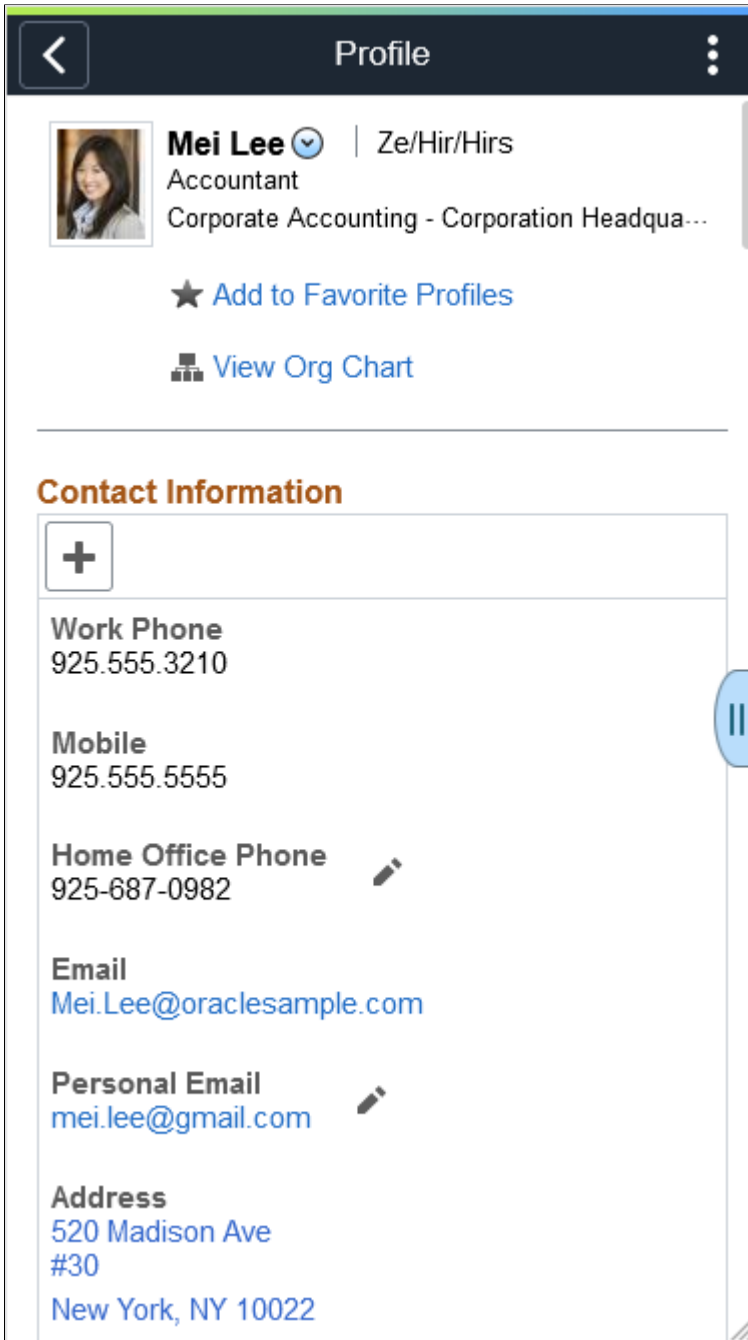 Profile
Mei Lee | Ze/Hir/Hirs
Accountant
Corporate Accounting - Corporation Headqua...
Add to Favorite Profiles
View Org Chart
Contact Information
Work Phone
925.555.3210
Mobile
925.555.5555
Home Office Phone
925-687-0982
Email
Mei.Lee@oraclesample.com
Personal Email
mei.lee@gmail.com
Address
520 Madison Ave
#30
New York, NY 10022